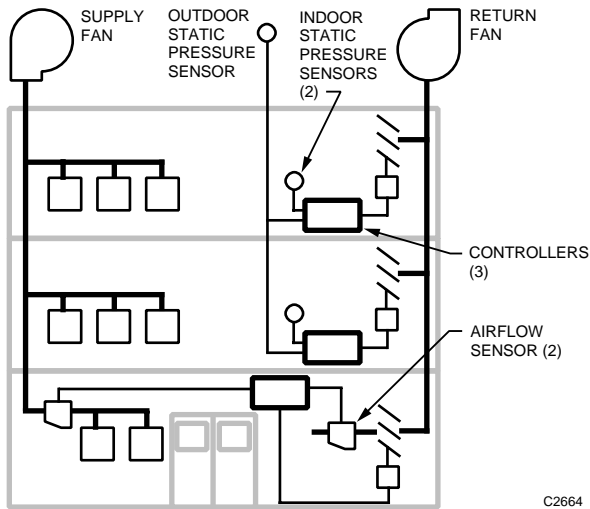 SUPPLY
FAN
OUTDOOR
STATIC
PRESSURE
SENSOR
INDOOR
STATIC
PRESSURE
SENSORS
(2)
RETURN
FAN
CONTROLLERS
(3)
AIRFLOW
SENSOR (2)
C2664